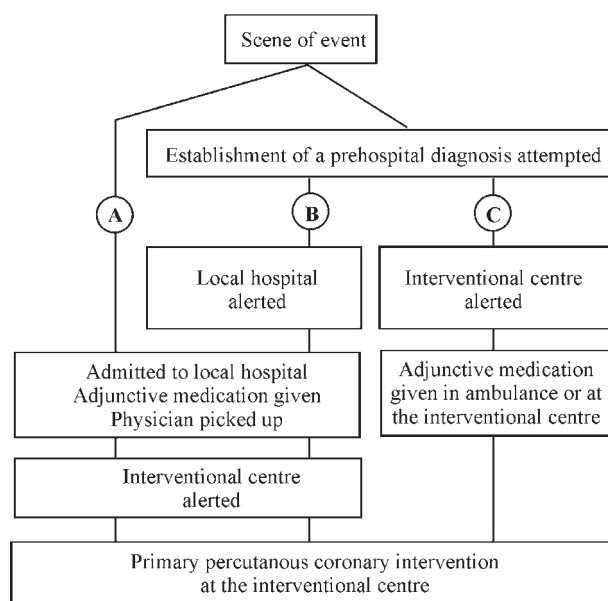 Scene of event
Establishment of a prehospital diagnosis attempted
A
B
C
Local hospital
alerted
Interventional centre
alerted
Admitted to local hospital
Adjunctive medication given
Physician picked up
Adjunctive medication
given in ambulance or at
the interventional centre
Interventional centre
alerted
Primary percutanous coronary intervention
at the interventional centre